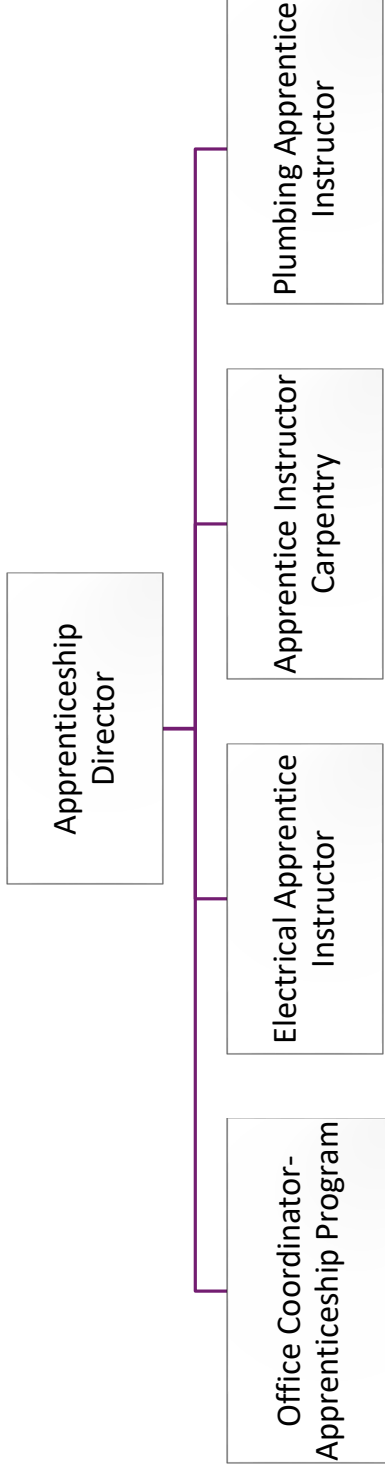 Apprenticeship
Director
Office Coordinator-
Apprenticeship Program
Electrical Apprentice
Instructor
Apprentice Instructor
Carpentry
Plumbing Apprentice
Instructor